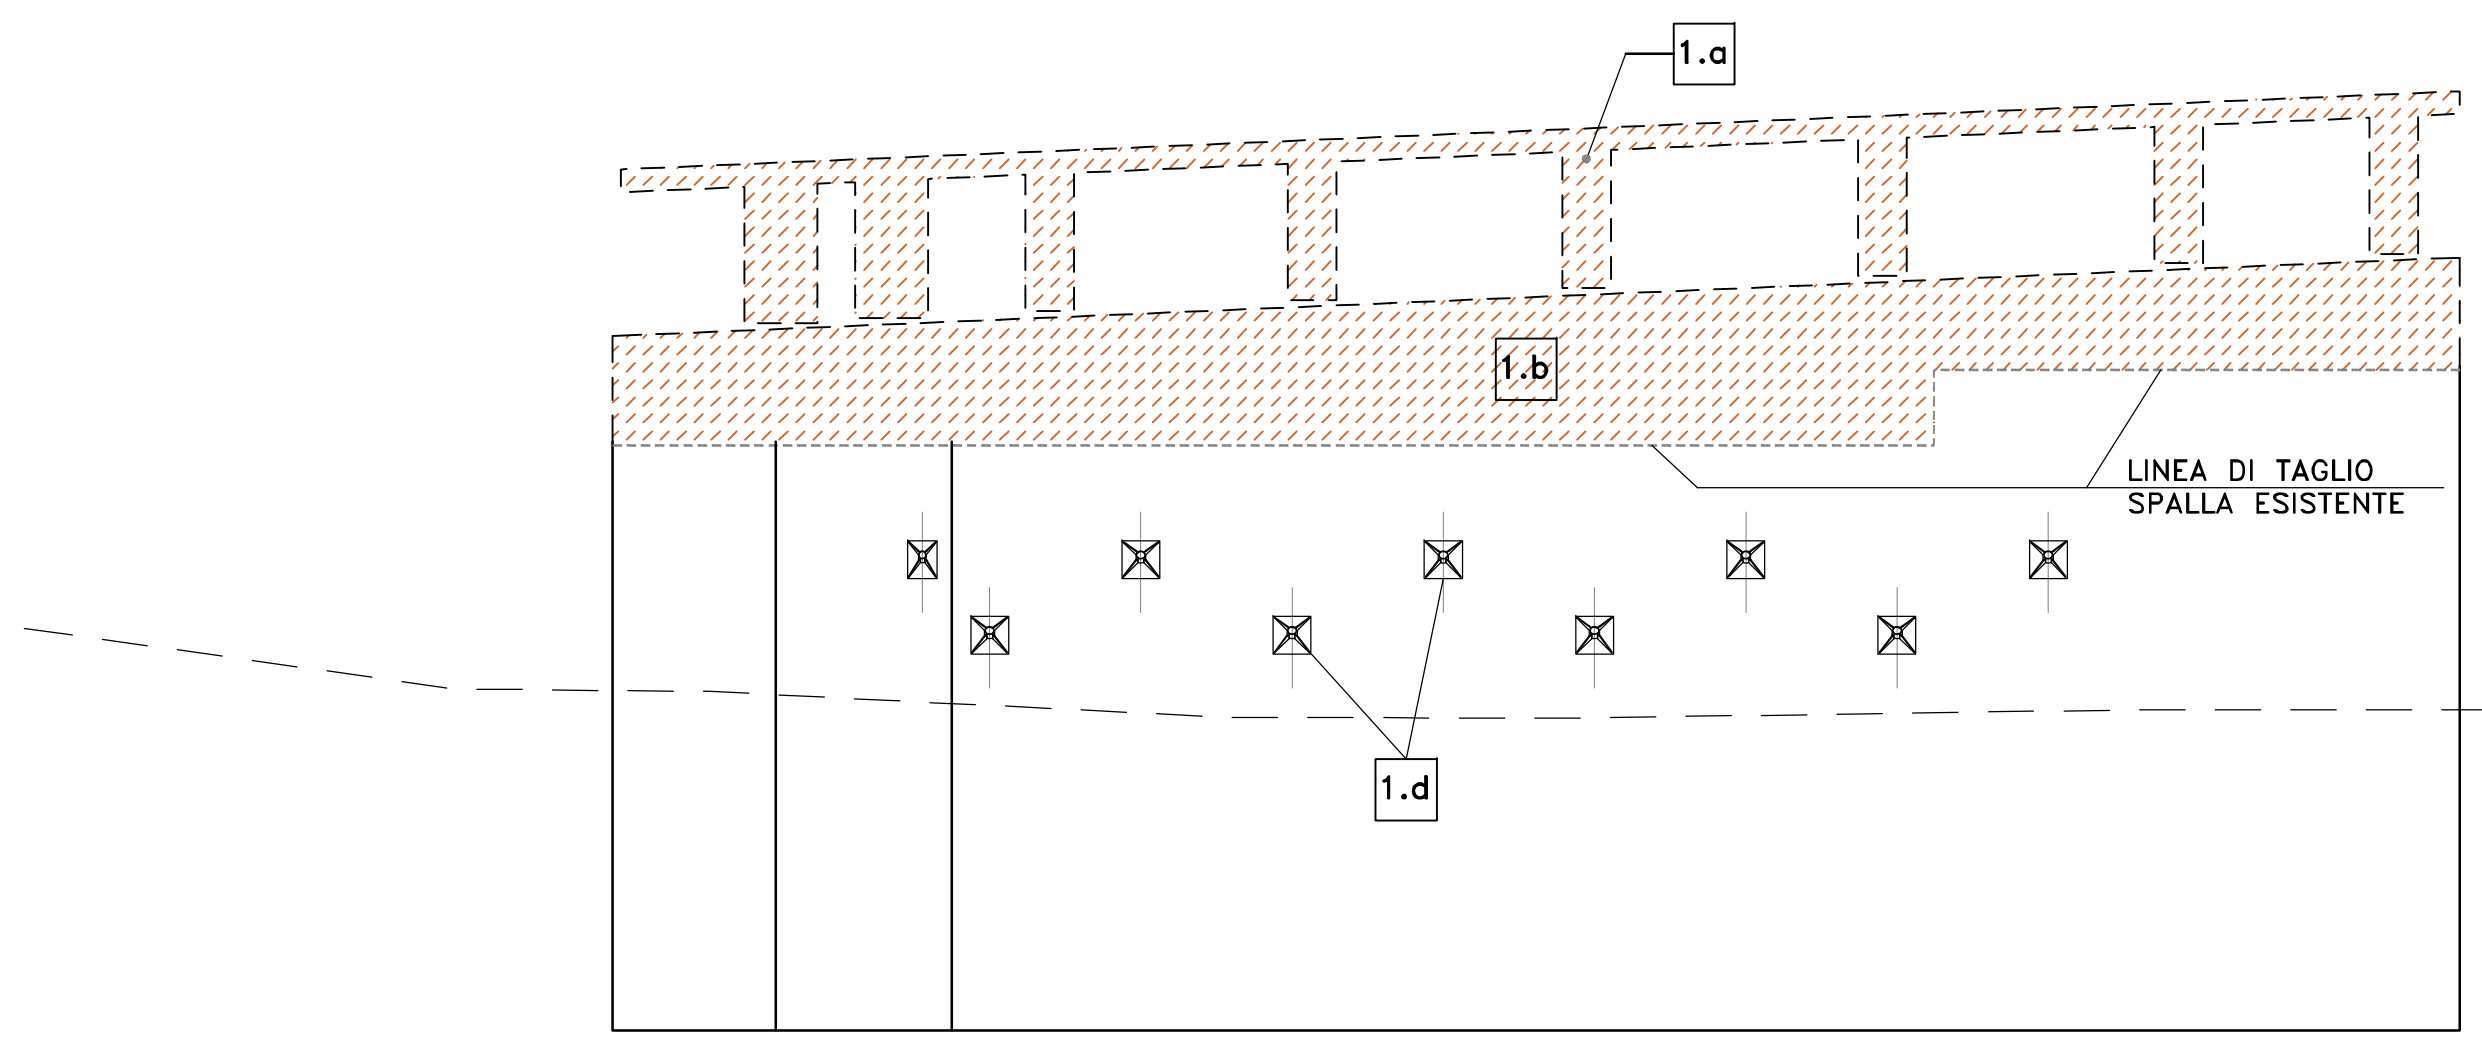 1.a
1.b
LINEA DI TAGLIO
SPALLA ESISTENTE
1.d